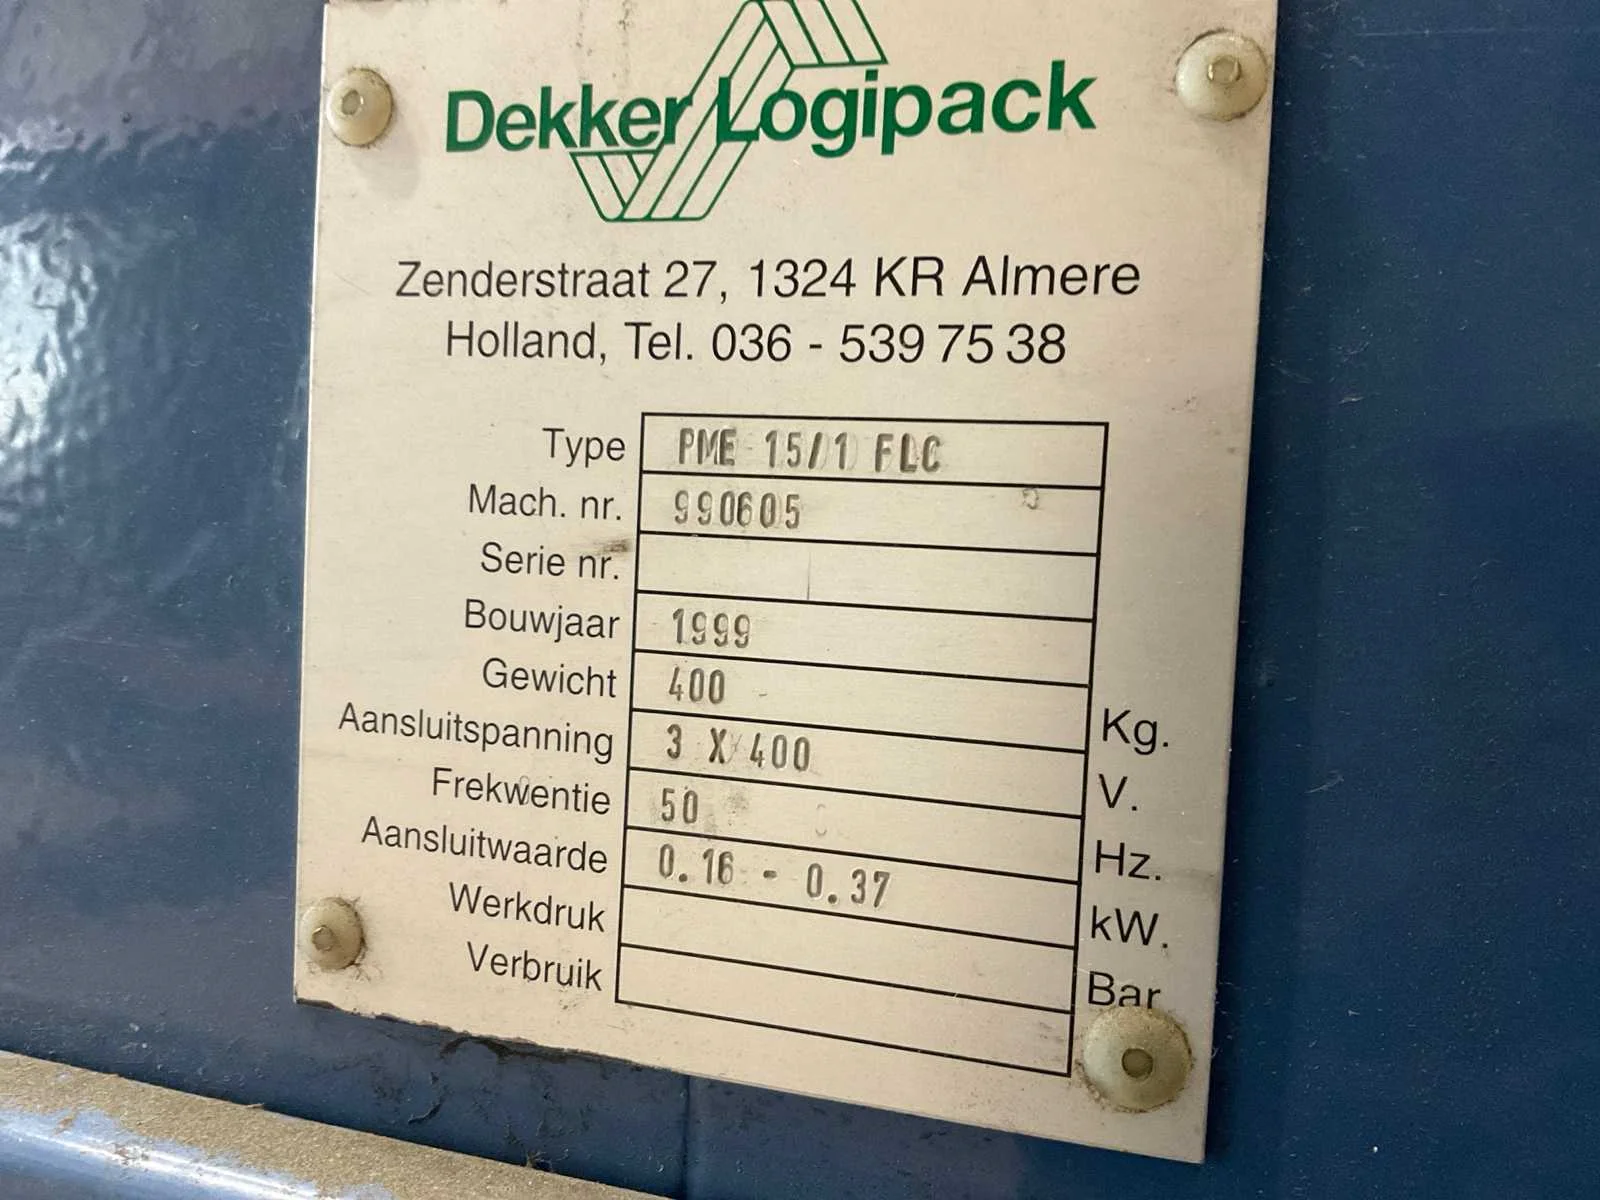 Dekker Logipack
Zenderstraat 27, 1324 KR Almere
Holland, Tel. 036 - 539 75 38
Type PME 15/1 FLC
Mach. nr. 990605
Serie nr.
Bouwjaar 1999
Gewicht 400 Kg.
Aansluitspanning 3 X 400 V.
Frekwentie 50 Hz.
Aansluitwaarde 0.16 - 0.37 kW.
Werkdruk Bar
Verbruik